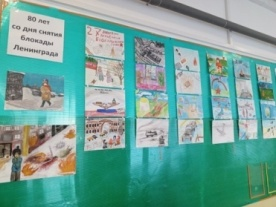 80 лет
со дня снятия
блокады
Ленинграда